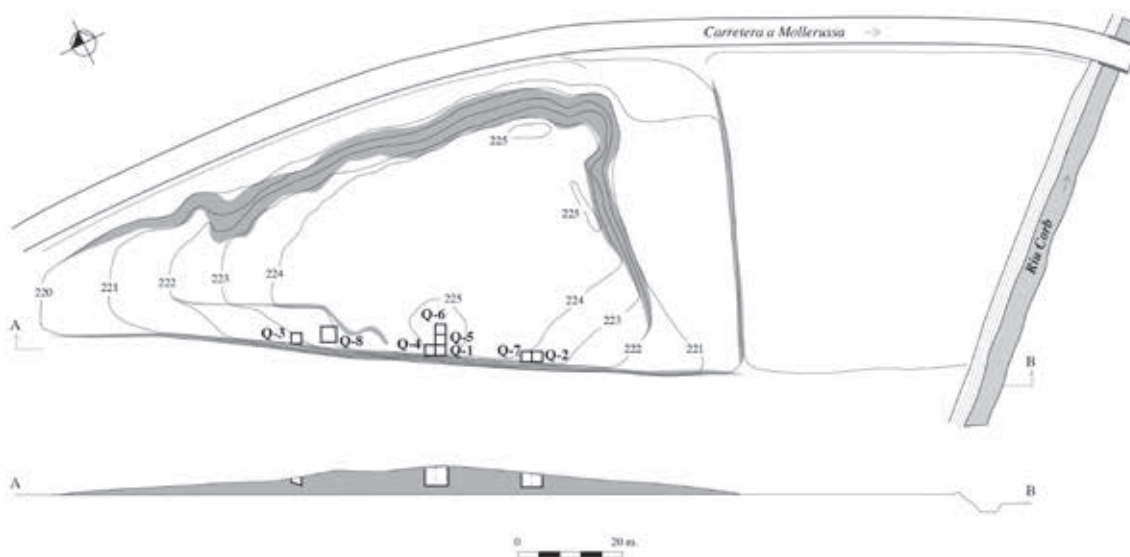 Carretera a Mollerussa
225
225
Riu Corb
220
221
222
223
224
225
224
223
222
221
Q-6
Q-5
Q-4
Q-1
Q-3
Q-8
Q-7
Q-2
A
B
A
B
0
20 m.